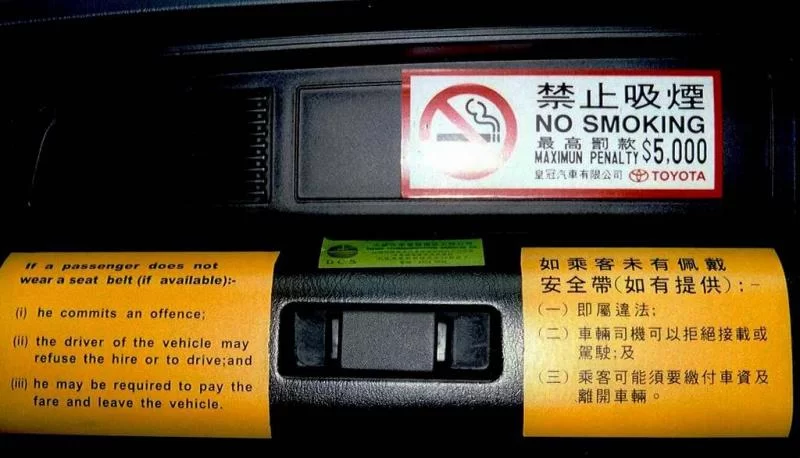 禁止吸煙
NO SMOKING
最高罰款
MAXIMUN PENALTY $5,000
皇冠汽車有限公司 TOYOTA
D.C.S
If a passenger does not
wear a seat belt (if available):-
(i) he commits an offence;
(ii) the driver of the vehicle may
refuse the hire or to drive;and
(iii) he may be required to pay the
fare and leave the vehicle.
如乘客未有佩戴
安全帶(如有提供):-
(一) 即屬違法;
(二) 車輛司機可以拒絕接載或
駕駛;及
(三) 乘客可能須要繳付車資及
離開車輛。